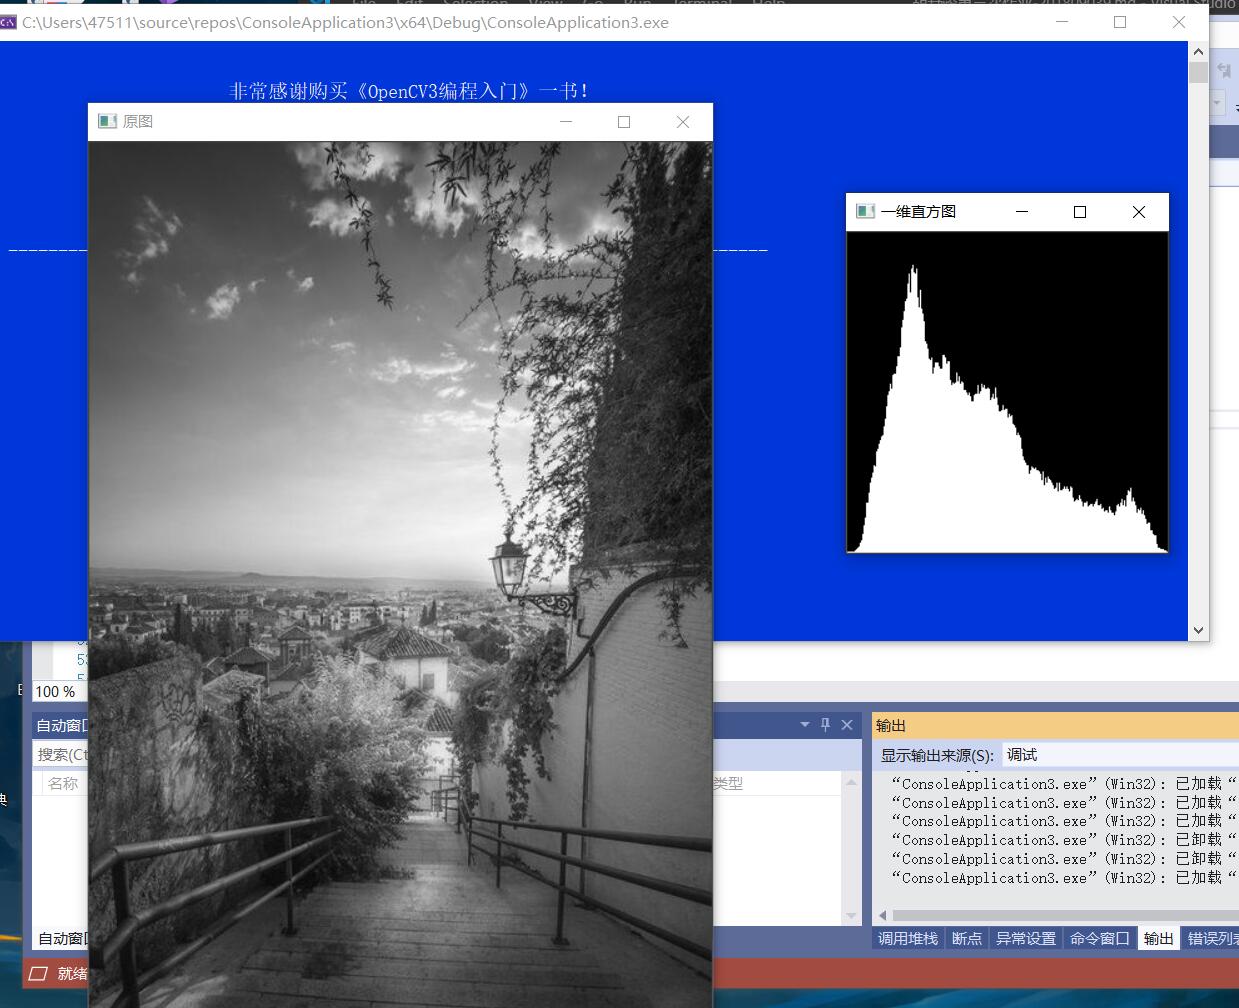 C:\Users\47511\source\repos\ConsoleApplication3\x64\Debug\ConsoleApplication3.exe
非常感谢购买《OpenCV3编程入门》一书!
原图
一维直方图
100 %
自动窗口
输出
搜索(Ct
显示输出来源(S): 调试
名称
类型
“ConsoleApplication3.exe” (Win32): 已加载 “
“ConsoleApplication3.exe” (Win32): 已加载 “
“ConsoleApplication3.exe” (Win32): 已加载 “
“ConsoleApplication3.exe” (Win32): 已卸载 “
“ConsoleApplication3.exe” (Win32): 已卸载 “
“ConsoleApplication3.exe” (Win32): 已加载 “
自动窗口
调用堆栈 断点 异常设置 命令窗口 输出 错误列表
就绪